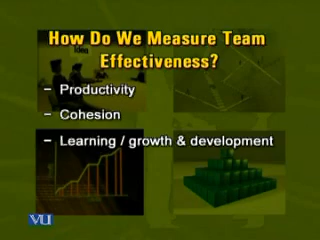 How Do We Measure Team
Effectiveness?
– Productivity
– Cohesion
– Learning / growth & development
VU